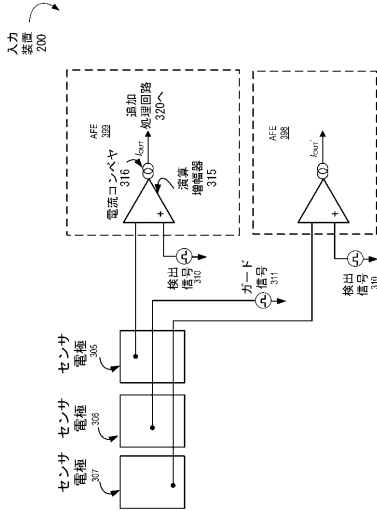 入力
装置
200
AFE
399
電流コンベヤ
316
追加
処理回路
320へ
IOUT
演算
増幅器
315
+
検出
信号
310
AFE
398
IOUT'
+
検出
信号
310
ガード
信号
311
センサ
電極
305
センサ
電極
306
センサ
電極
307